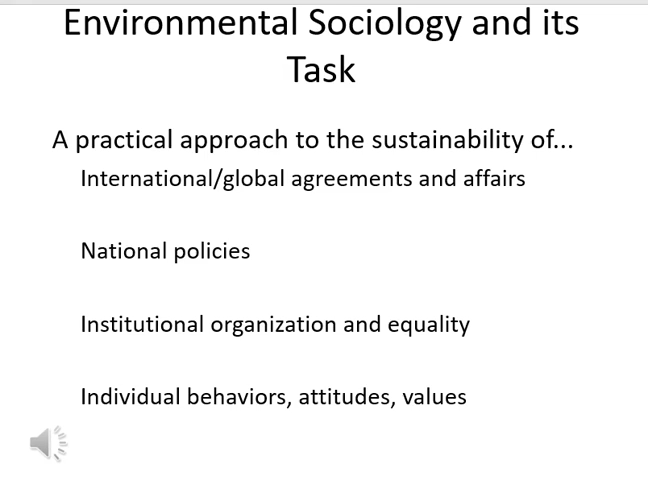 Environmental Sociology and its
Task
A practical approach to the sustainability of...
International/global agreements and affairs
National policies
Institutional organization and equality
Individual behaviors, attitudes, values